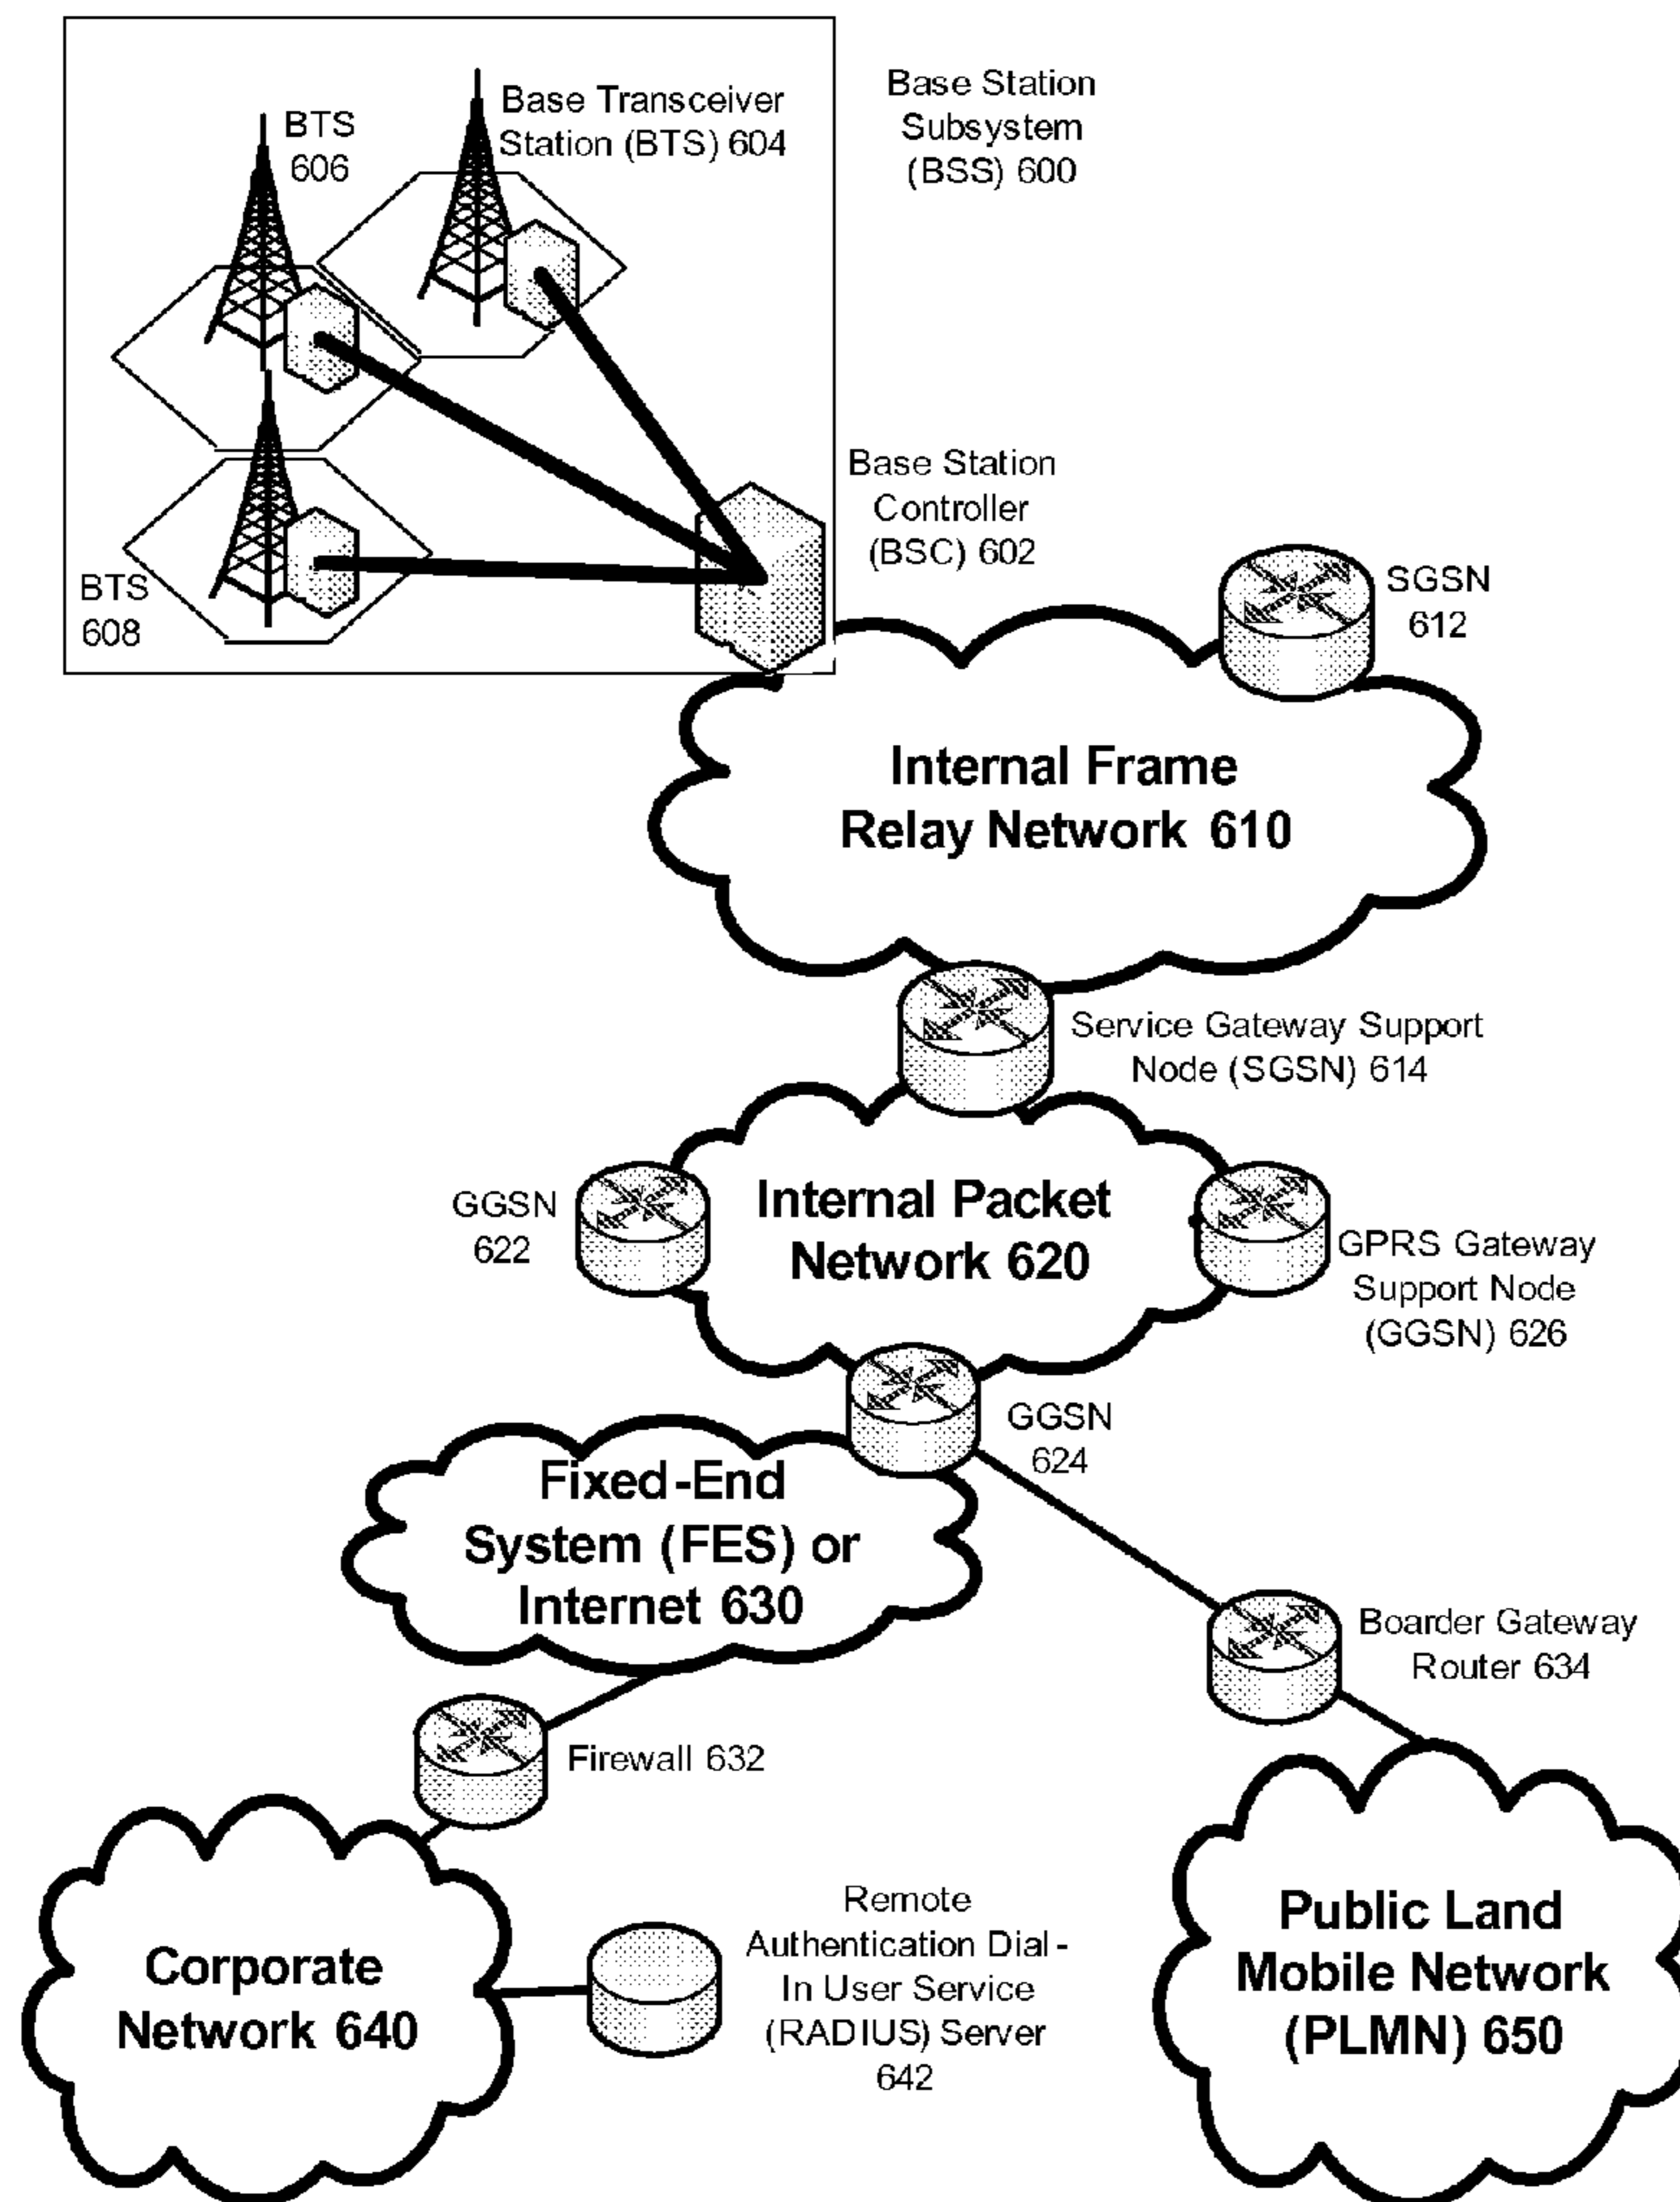 BTS
606
Base Transceiver
Station (BTS) 604
Base Station
Subsystem
(BSS) 600
Base Station
Controller
(BSC) 602
BTS
608
SGSN
612
Internal Frame
Relay Network 610
Service Gateway Support
Node (SGSN) 614
GGSN
622
Internal Packet
Network 620
GPRS Gateway
Support Node
(GGSN) 626
GGSN
624
Fixed-End
System (FES) or
Internet 630
Boarder Gateway
Router 634
Firewall 632
Corporate
Network 640
Remote
Authentication Dial-
In User Service
(RADIUS) Server
642
Public Land
Mobile Network
(PLMN) 650